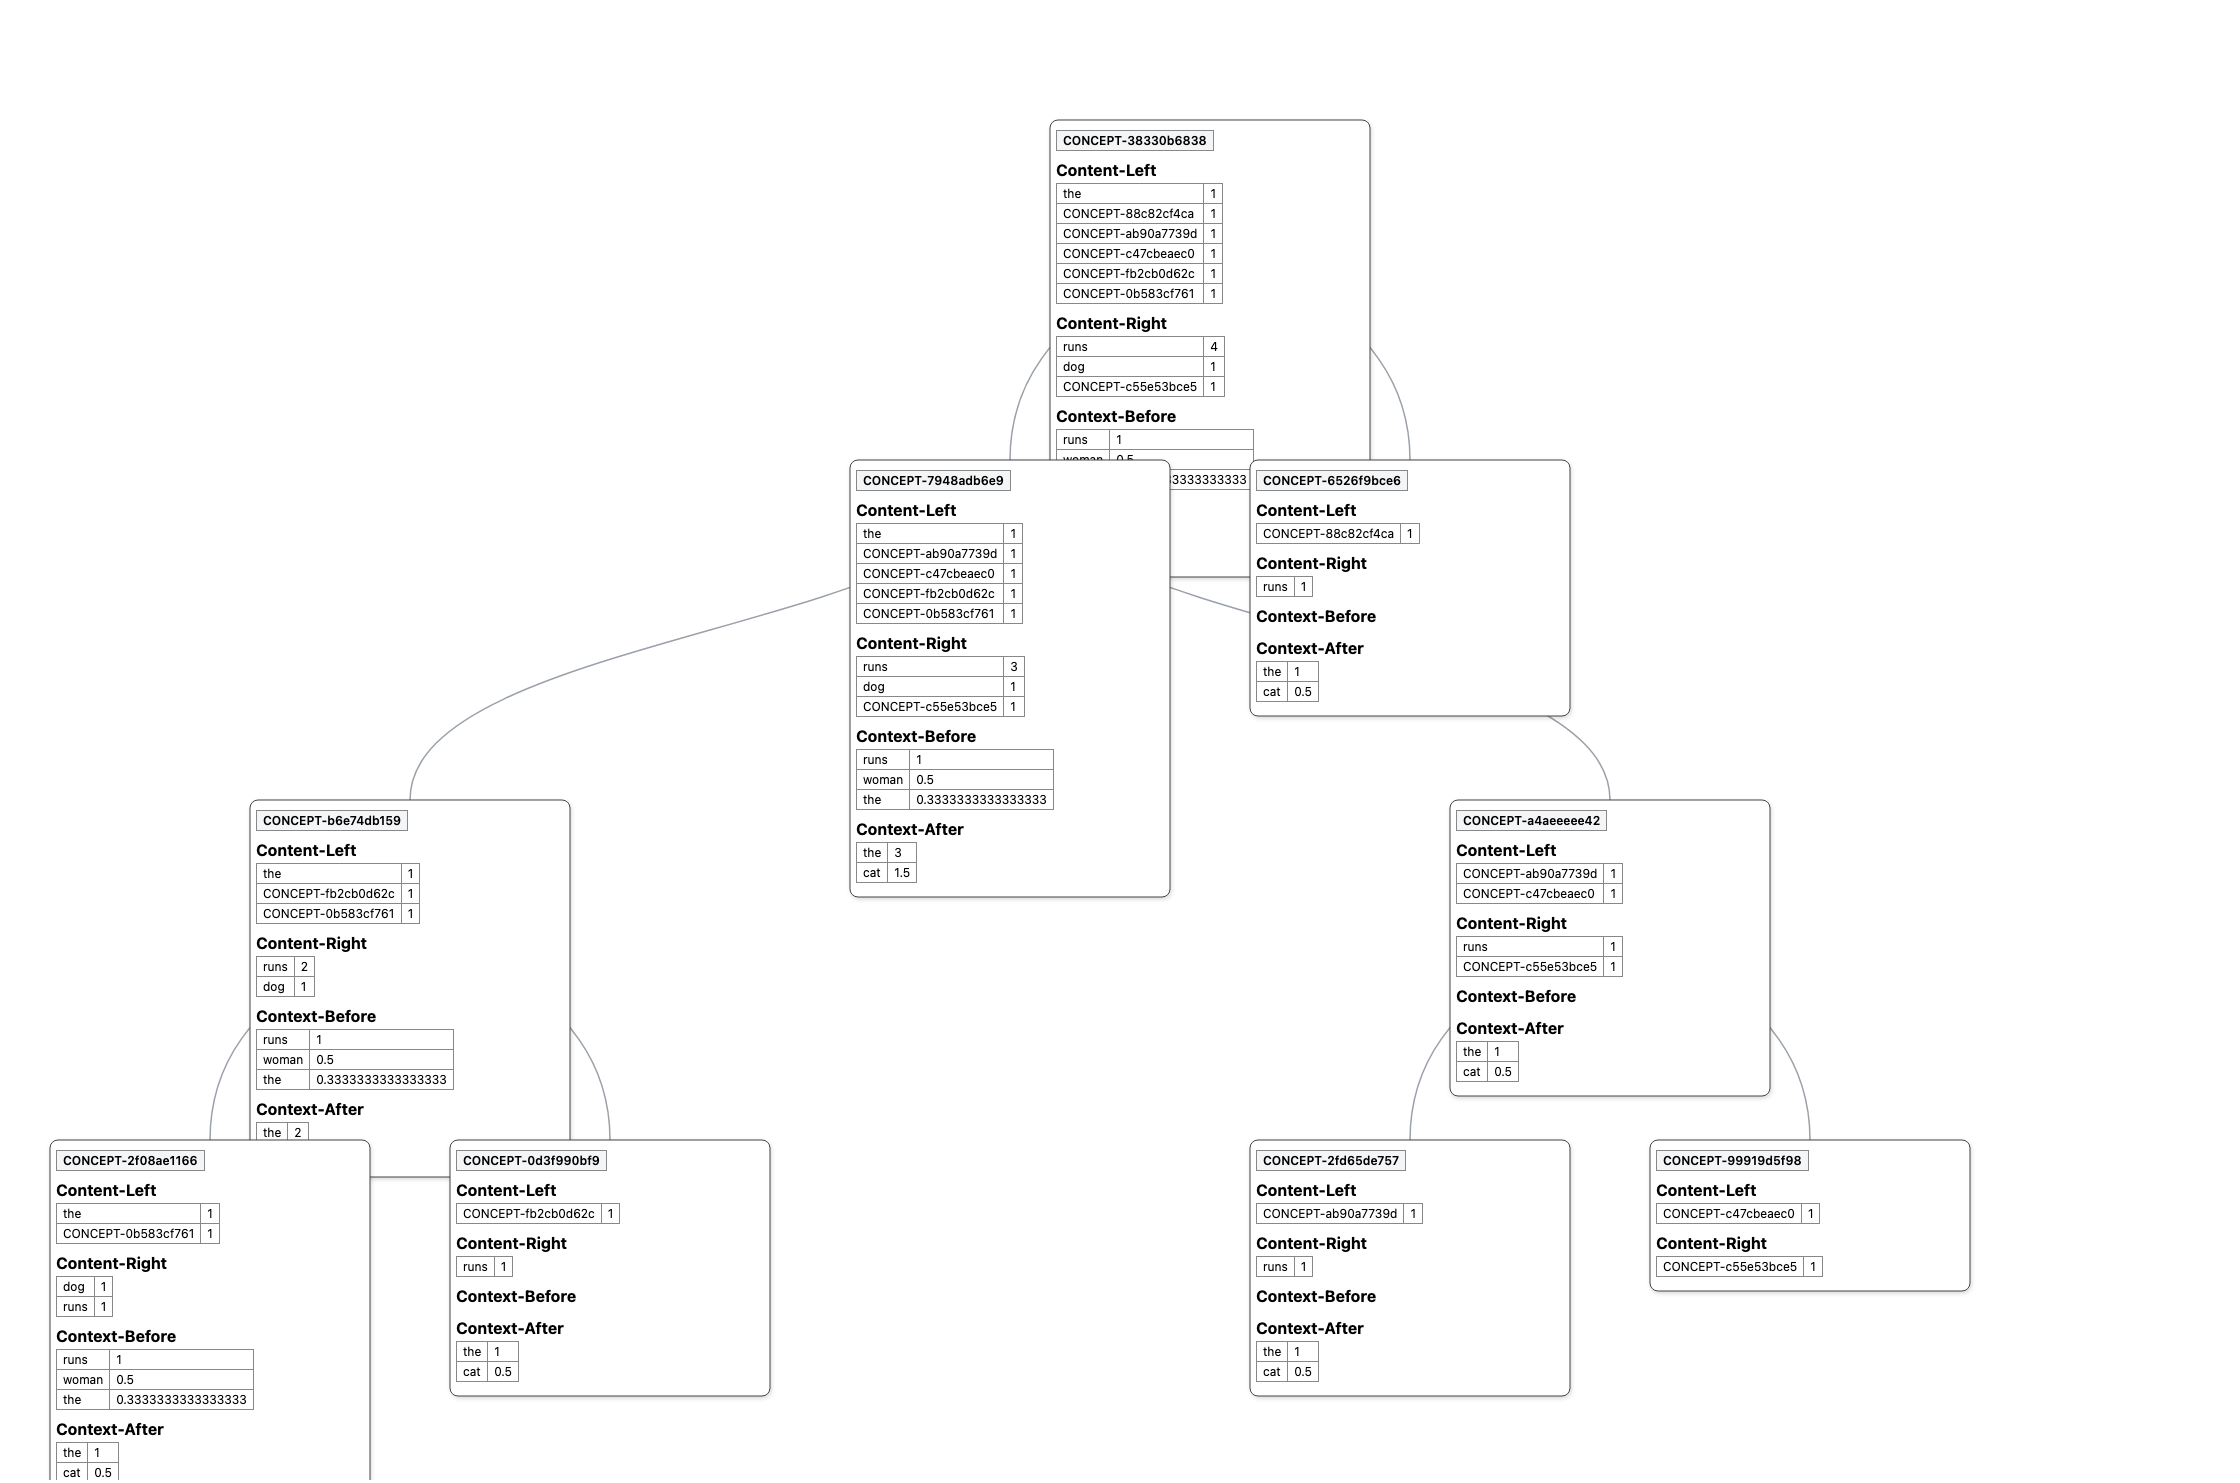 CONCEPT-38330b6838
Content-Left
the 1
CONCEPT-88c82cf4ca 1
CONCEPT-ab90a7739d 1
CONCEPT-c47cbeaec0 1
CONCEPT-fb2cb0d62c 1
CONCEPT-0b583cf761 1
Content-Right
runs 4
dog 1
CONCEPT-c55e53bce5 1
Context-Before
runs 1
woman 0.5
3333333333
CONCEPT-7948adb6e9
Content-Left
the 1
CONCEPT-ab90a7739d 1
CONCEPT-c47cbeaec0 1
CONCEPT-fb2cb0d62c 1
CONCEPT-0b583cf761 1
Content-Right
runs 3
dog 1
CONCEPT-c55e53bce5 1
Context-Before
runs 1
woman 0.5
the 0.3333333333333333
Context-After
the 3
cat 1.5
CONCEPT-6526f9bce6
Content-Left
CONCEPT-88c82cf4ca 1
Content-Right
runs 1
Context-Before
Context-After
the 1
cat 0.5
CONCEPT-b6e74db159
Content-Left
the 1
CONCEPT-fb2cb0d62c 1
CONCEPT-0b583cf761 1
Content-Right
runs 2
dog 1
Context-Before
runs 1
woman 0.5
the 0.3333333333333333
Context-After
the 2
CONCEPT-a4aeeeee42
Content-Left
CONCEPT-ab90a7739d 1
CONCEPT-c47cbeaec0 1
Content-Right
runs 1
CONCEPT-c55e53bce5 1
Context-Before
Context-After
the 1
cat 0.5
CONCEPT-2f08ae1166
Content-Left
the 1
CONCEPT-0b583cf761 1
Content-Right
dog 1
runs 1
Context-Before
runs 1
woman 0.5
the 0.3333333333333333
Context-After
the 1
cat 0.5
CONCEPT-0d3f990bf9
Content-Left
CONCEPT-fb2cb0d62c 1
Content-Right
runs 1
Context-Before
Context-After
the 1
cat 0.5
CONCEPT-2fd65de757
Content-Left
CONCEPT-ab90a7739d 1
Content-Right
runs 1
Context-Before
Context-After
the 1
cat 0.5
CONCEPT-99919d5f98
Content-Left
CONCEPT-c47cbeaec0 1
Content-Right
CONCEPT-c55e53bce5 1